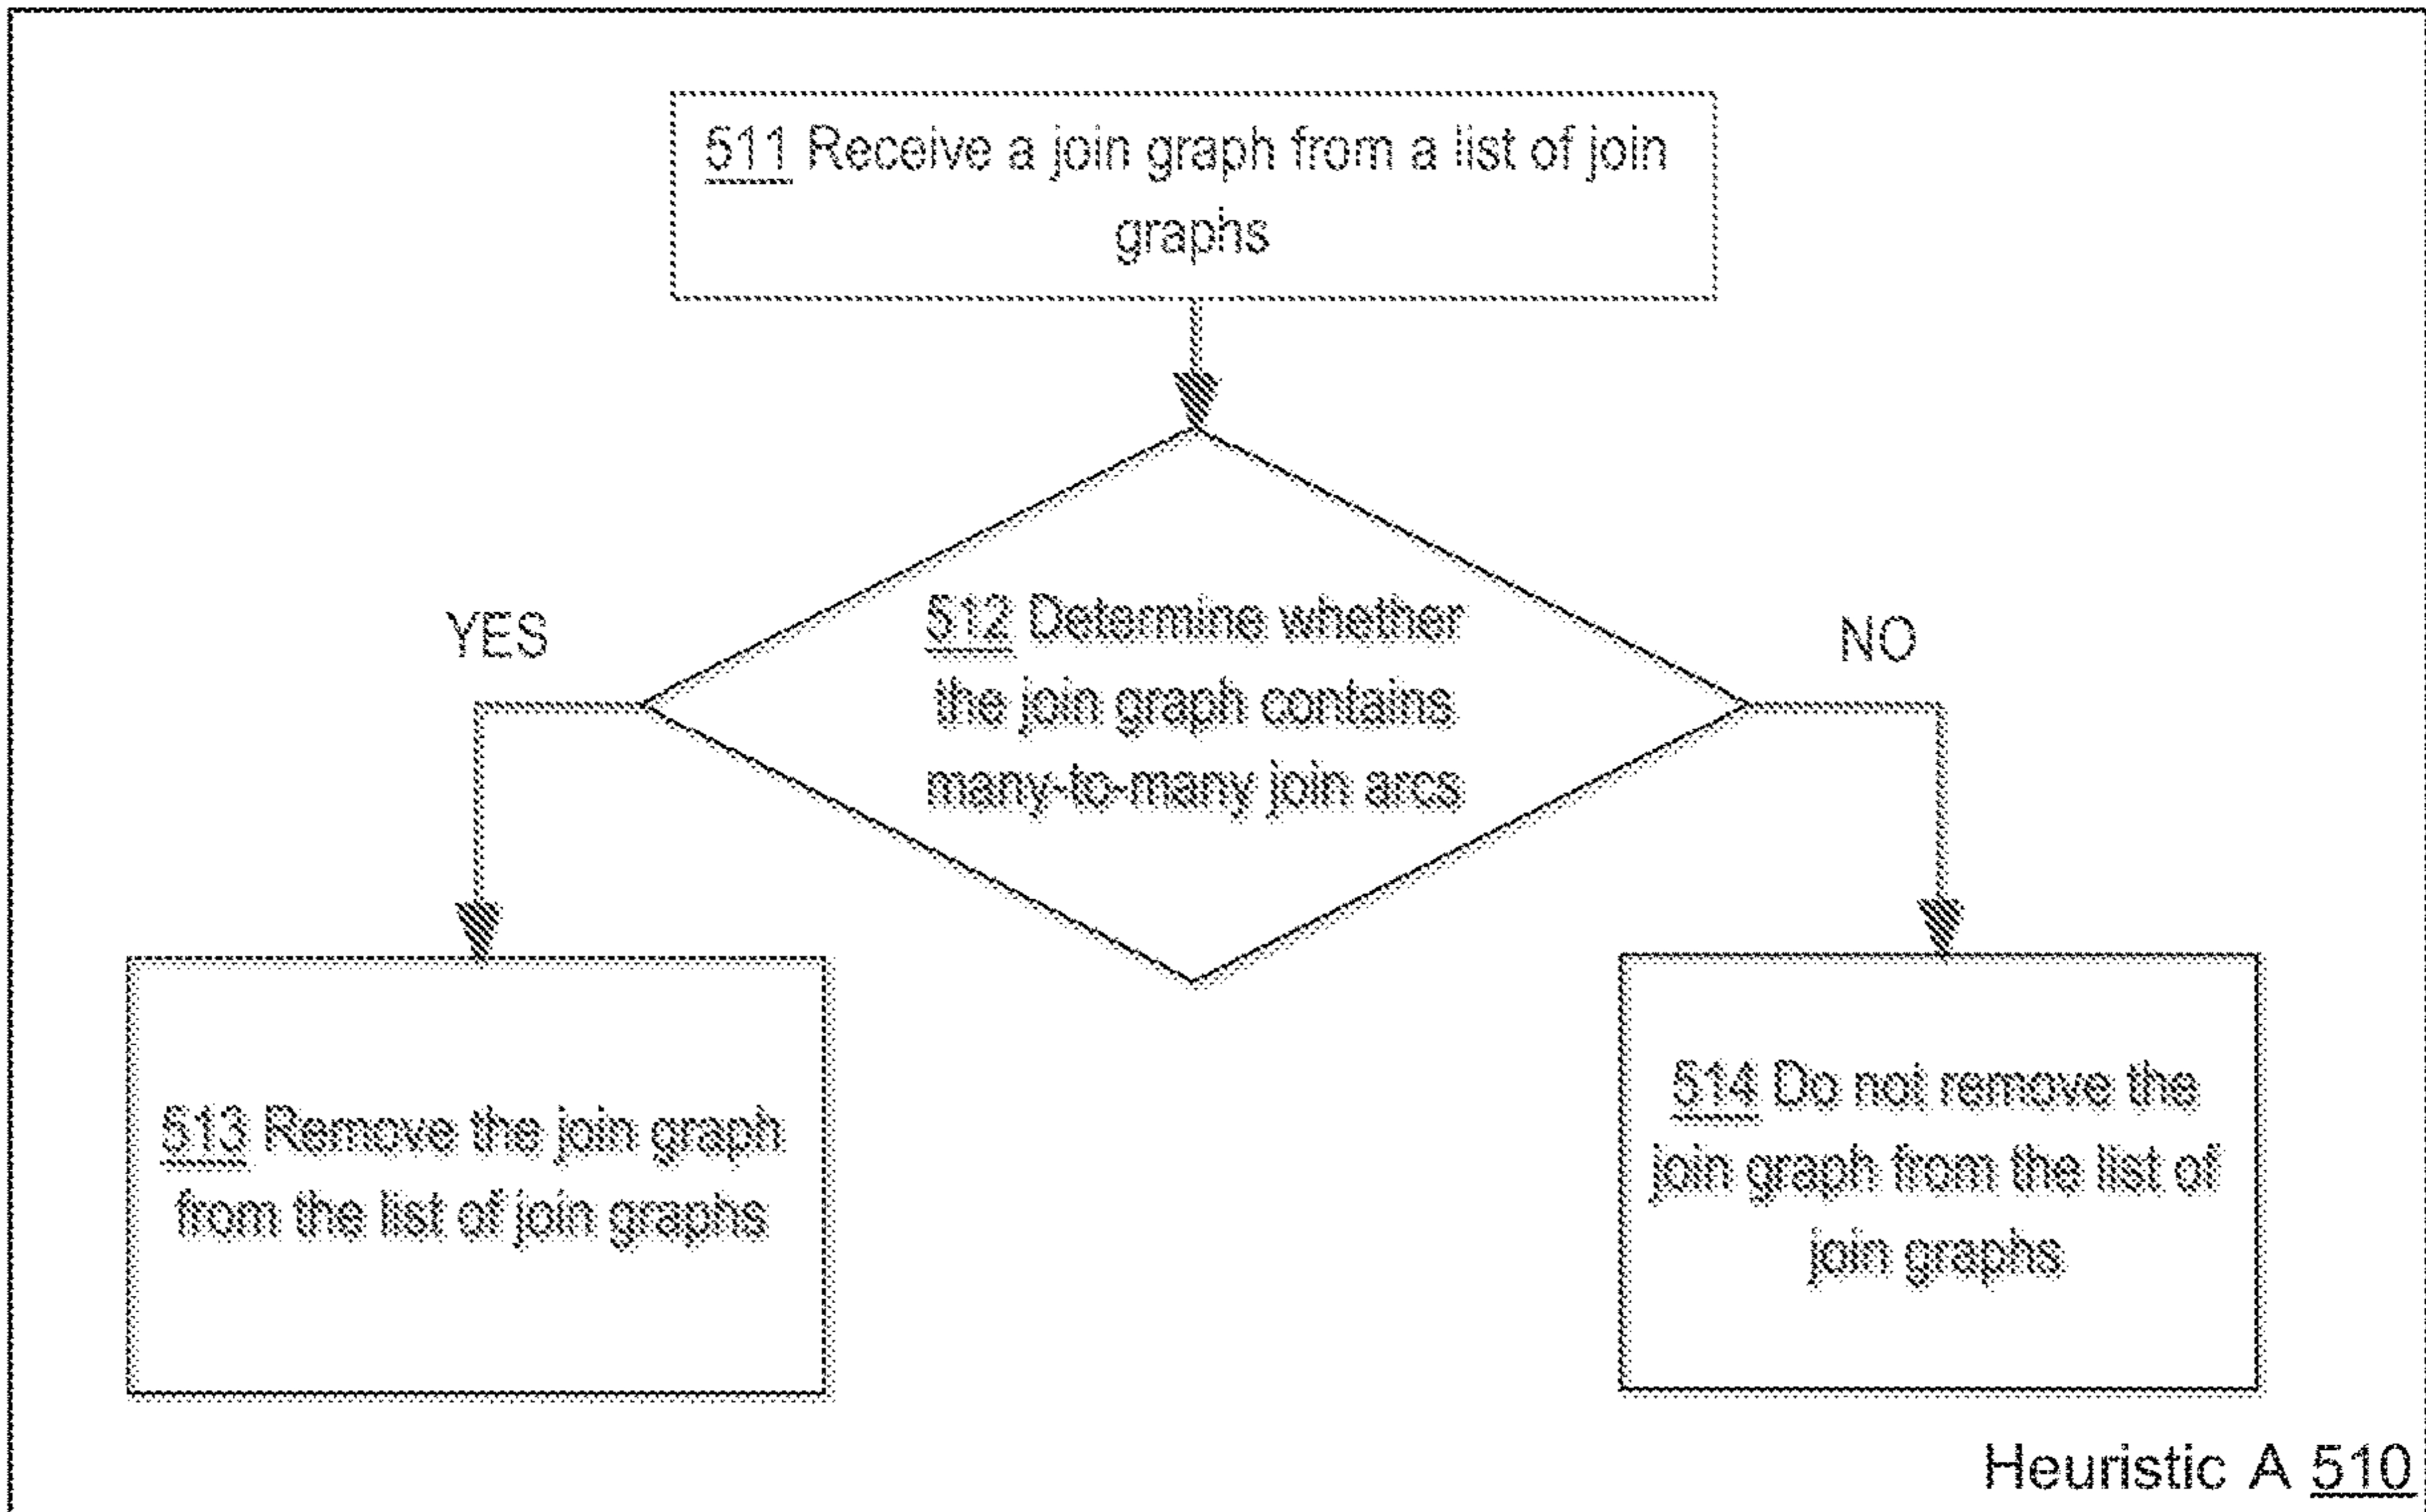 511 Receive a join graph from a list of join
graphs
512 Determine whether
the join graph contains
many-to-many join arcs
YES
NO
513 Remove the join graph
from the list of join graphs
514 Do not remove the
join graph from the list of
join graphs
Heuristic A 510